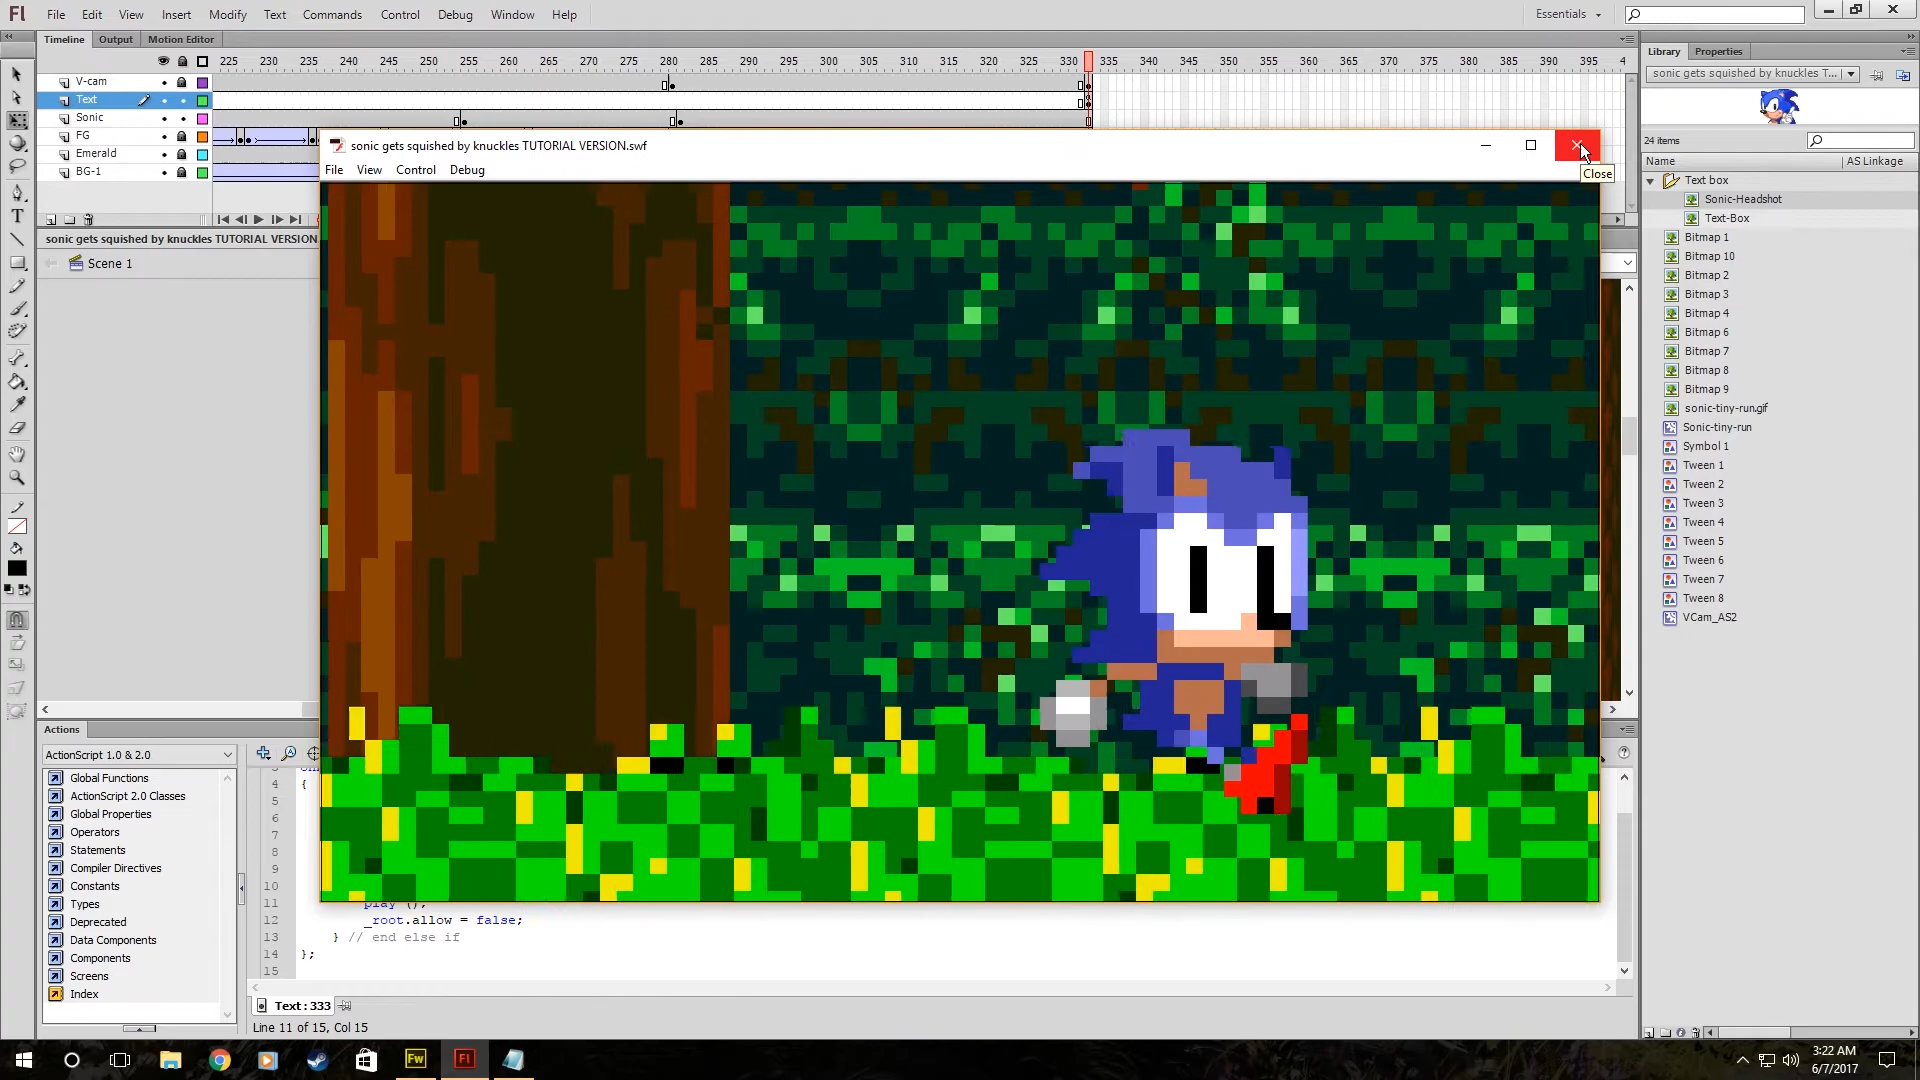 Fl File Edit View Insert Modify Text Commands Control Debug Window Help Essentials
Timeline Output Motion Editor
225 230 235 240 245 250 255 260 265 270 275 280 285 290 295 300 305 310 315 320 325 330 335 340 345 350 355 360 365 370 375 380 385 390 395 4
V-cam
Text
Sonic
FG
Emerald
BG-1
sonic gets squished by knuckles TUTORIAL VERSION.
Scene 1
sonic gets squished by knuckles TUTORIAL VERSION.swf
Close
File View Control Debug
Library Properties
sonic gets squished by knuckles T...
24 items
Name AS Linkage
Text box
Sonic-Headshot
Text-Box
Bitmap 1
Bitmap 10
Bitmap 2
Bitmap 3
Bitmap 4
Bitmap 6
Bitmap 7
Bitmap 8
Bitmap 9
sonic-tiny-run.gif
Sonic-tiny-run
Symbol 1
Tween 1
Tween 2
Tween 3
Tween 4
Tween 5
Tween 6
Tween 7
Tween 8
VCam_AS2
Actions
ActionScript 1.0 & 2.0
Global Functions
ActionScript 2.0 Classes
Global Properties
Operators
Statements
Compiler Directives
Constants
Types
Deprecated
Data Components
Components
Screens
Index
4 {
5
6
7
8
9
10
11 play ();
12 _root.allow = false;
13 } // end else if
14 };
15
Text : 333
Line 11 of 15, Col 15
Fw Fl
3:22 AM
6/7/2017